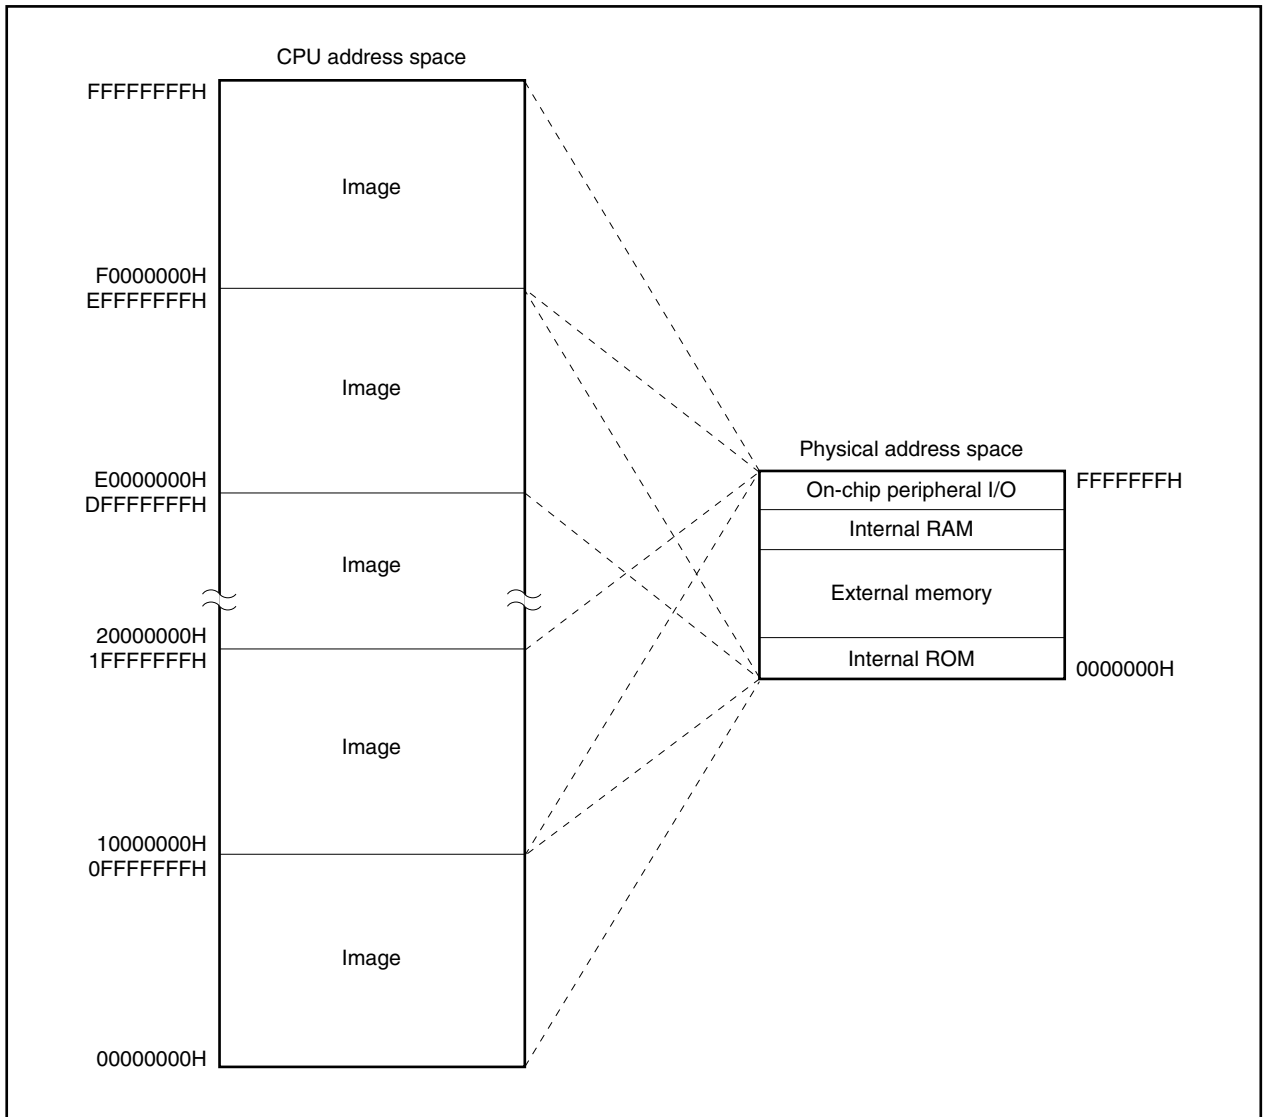 CPU address space
FFFFFFFFH
Image
F0000000H
EFFFFFFFH
Image
E0000000H
DFFFFFFFH
Image
20000000H
1FFFFFFFH
Image
10000000H
0FFFFFFFH
Image
00000000H
Physical address space
On-chip peripheral I/O
FFFFFFFH
Internal RAM
External memory
Internal ROM
0000000H